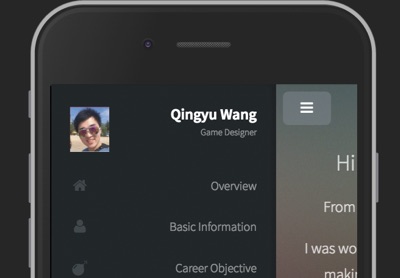 Qingyu Wang
Game Designer
Overview
Basic Information
Career Objective
Hi
From
I was wo
makin